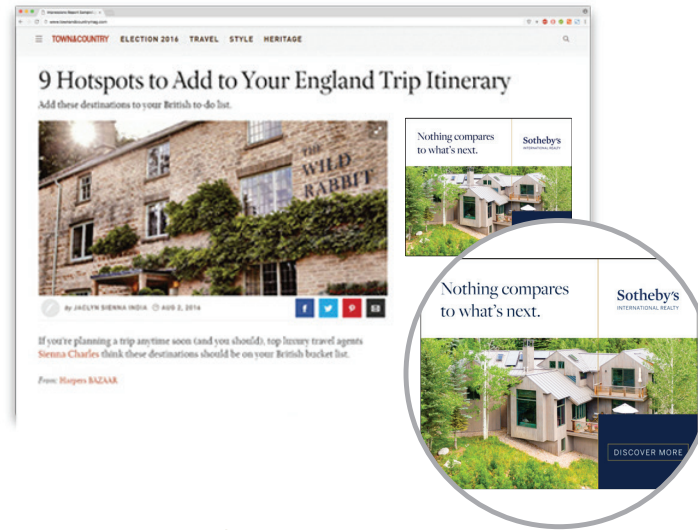 www.townandcountrymag.com
TOWN&COUNTRY ELECTION 2016 TRAVEL STYLE HERITAGE
9 Hotspots to Add to Your England Trip Itinerary
Add these destinations to your British to-do list.
THE
WILD
RABBIT
by JACLYN SIENNA INDIA AUG 2, 2016
If you're planning a trip anytime soon (and you should), top luxury travel agents
Sienna Charles think these destinations should be on your British bucket list.
From: Harpers BAZAAR
Nothing compares
to what's next.
Sotheby's
INTERNATIONAL REALTY
Nothing compares
to what's next.
Sotheby's
INTERNATIONAL REALTY
DISCOVER MORE